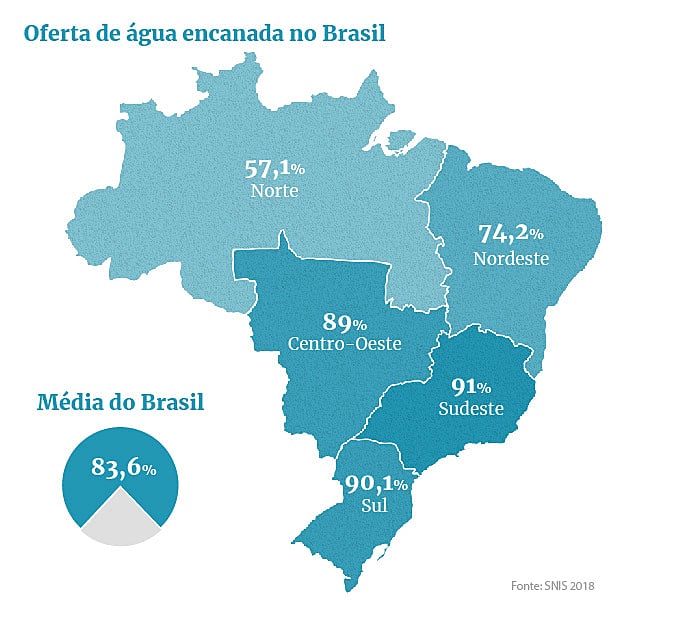 Oferta de água encanada no Brasil
57,1%
Norte
74,2%
Nordeste
89%
Centro-Oeste
91%
Sudeste
Média do Brasil
83,6%
90,1%
Sul
Fonte: SNIS 2018